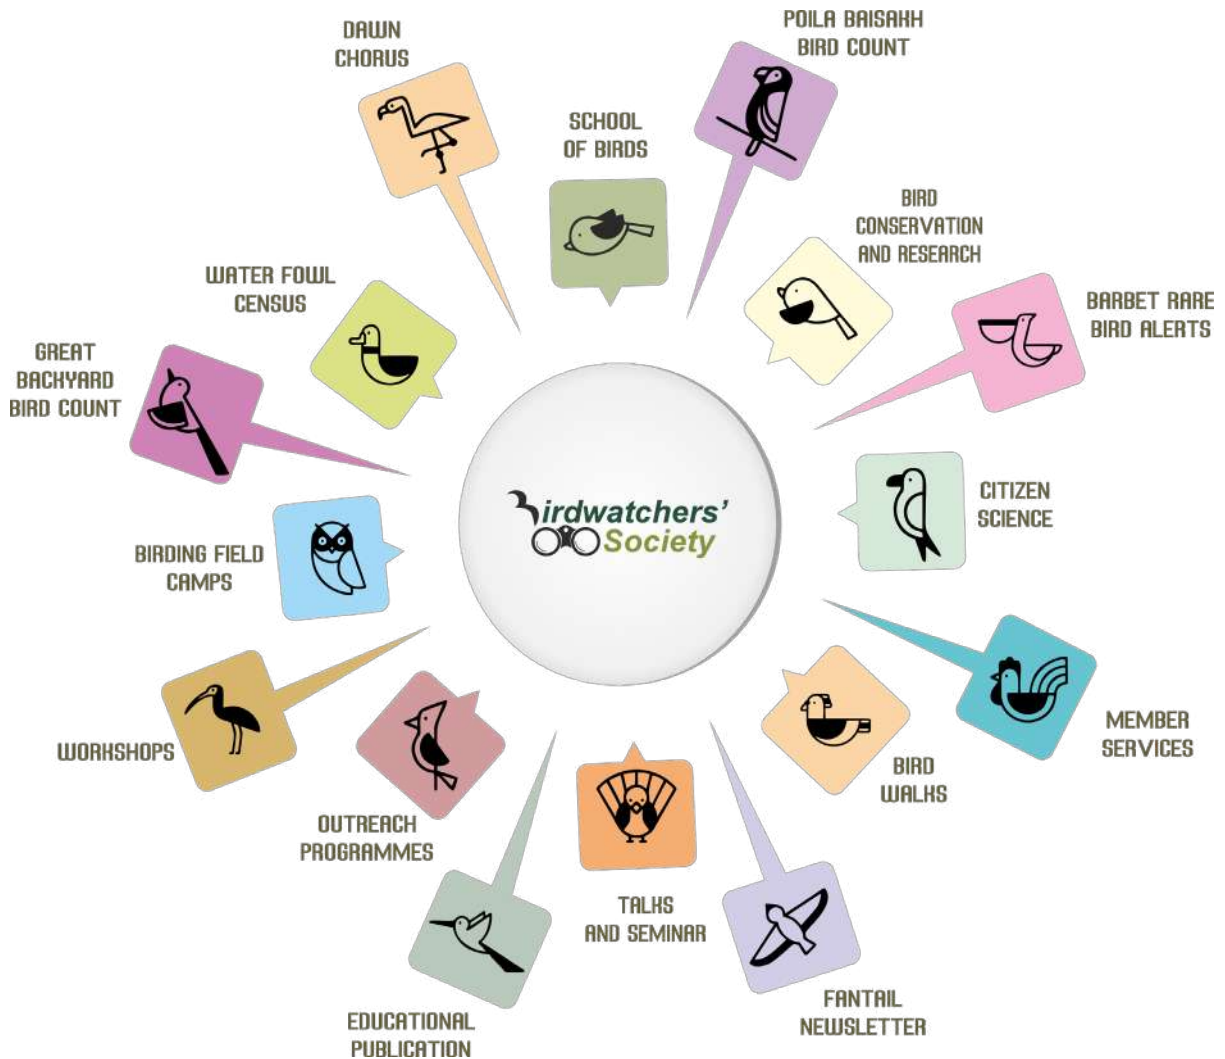 DAWN
CHORUS
POILA BAISAKH
BIRD COUNT
SCHOOL
OF BIRDS
BIRD
CONSERVATION
AND RESEARCH
WATER FOWL
CENSUS
BARBET RARE
BIRD ALERTS
GREAT
BACKYARD
BIRD COUNT
CITIZEN
SCIENCE
Birdwatchers'
Society
BIRDING FIELD
CAMPS
MEMBER
SERVICES
WORKSHOPS
BIRD
WALKS
OUTREACH
PROGRAMMES
TALKS
AND SEMINAR
FANTAIL
NEWSLETTER
EDUCATIONAL
PUBLICATION